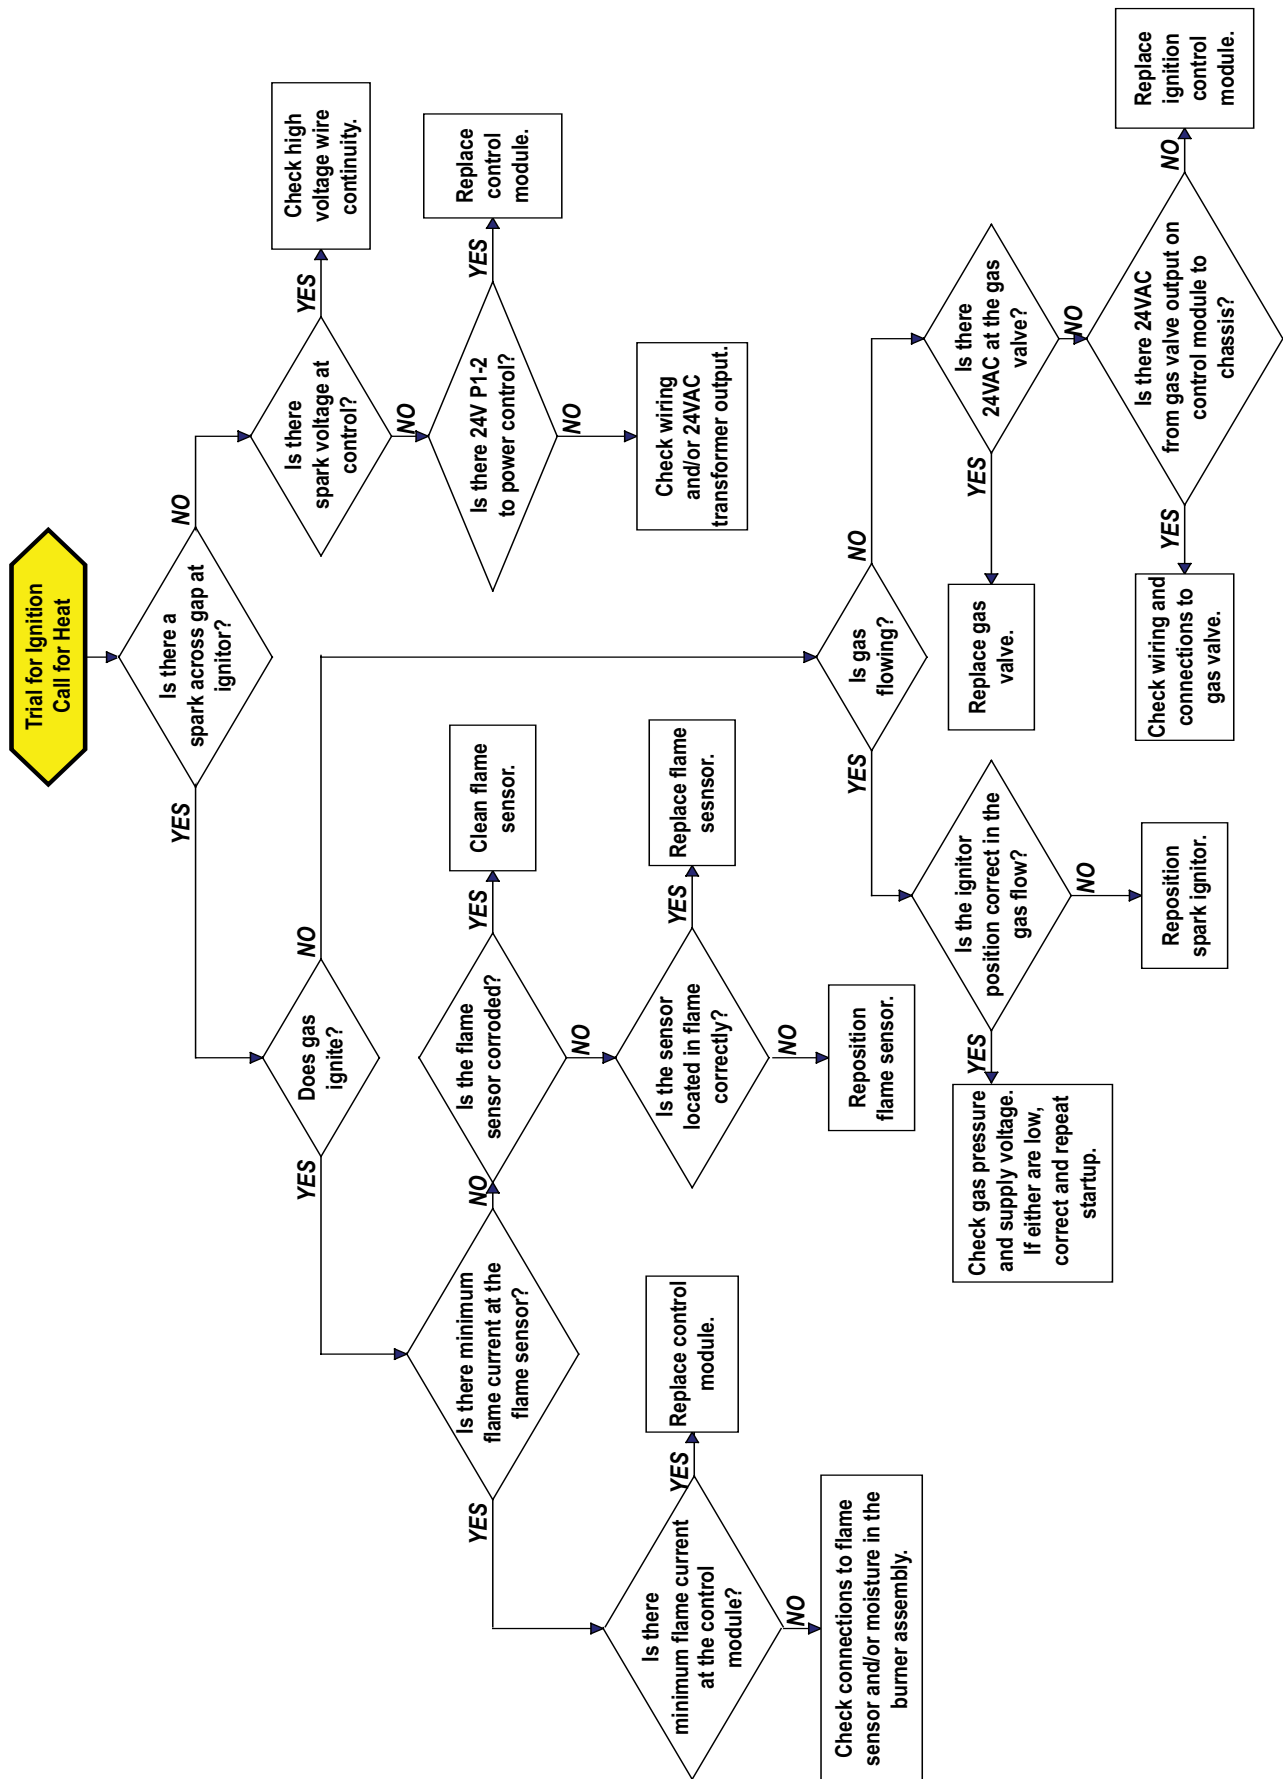 Trial for Ignition
Call for Heat
Is there a
spark across gap at
ignitor?
YES
NO
Does gas
ignite?
YES
NO
Is there
spark voltage at
control?
YES
Check high
voltage wire
continuity.
NO
Is there 24V P1-2
to power control?
YES
Replace
control
module.
NO
Check wiring
and/or 24VAC
transformer output.
Is there minimum
flame current at the
flame sensor?
YES
NO
Is the flame
sensor corroded?
YES
Clean flame
sensor.
NO
Is the sensor
located in flame
correctly?
YES
Replace flame
sesnsor.
NO
Reposition
flame sensor.
Is there
minimum flame current
at the control
module?
YES
Replace control
module.
NO
Check connections to flame
sensor and/or moisture in the
burner assembly.
Is gas
flowing?
YES
NO
Is the ignitor
position correct in the
gas flow?
YES
Check gas pressure
and supply voltage.
If either are low,
correct and repeat
startup.
NO
Reposition
spark ignitor.
Is there
24VAC at the gas
valve?
YES
Replace gas
valve.
NO
Is there 24VAC
from gas valve output on
control module to
chassis?
YES
Check wiring and
connections to
gas valve.
NO
Replace
ignition
control
module.